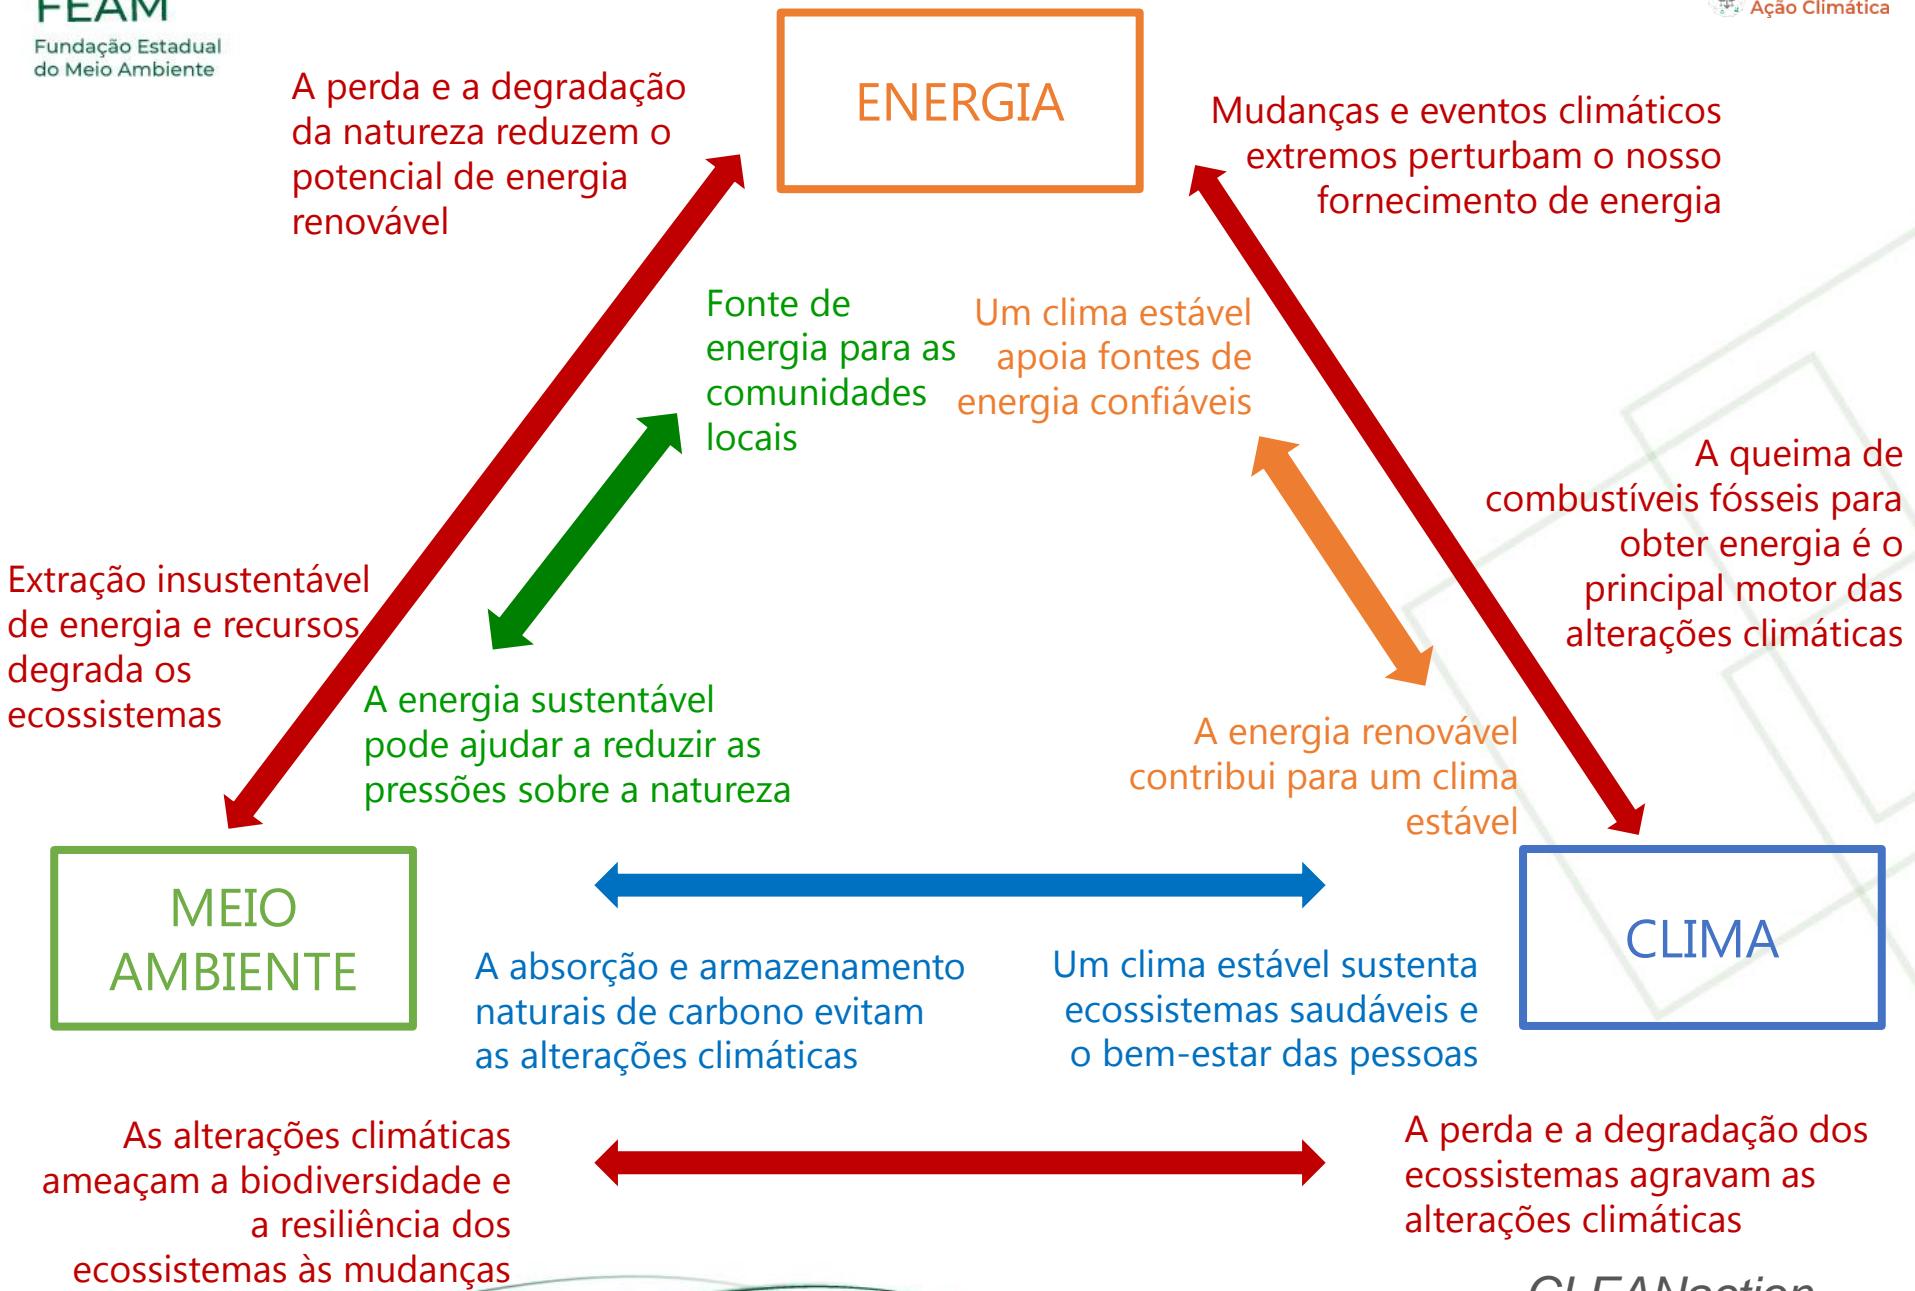 FEAM
Fundação Estadual
do Meio Ambiente
Ação Climática
A perda e a degradação
da natureza reduzem o
potencial de energia
renovável
ENERGIA
Mudanças e eventos climáticos
extremos perturbam o nosso
fornecimento de energia
Fonte de
energia para as
comunidades
locais
Um clima estável
apoia fontes de
energia confiáveis
A queima de
combustíveis fósseis para
obter energia é o
principal motor das
alterações climáticas
Extração insustentável
de energia e recursos
degrada os
ecossistemas
A energia sustentável
pode ajudar a reduzir as
pressões sobre a natureza
A energia renovável
contribui para um clima
estável
MEIO
AMBIENTE
CLIMA
A absorção e armazenamento
naturais de carbono evitam
as alterações climáticas
Um clima estável sustenta
ecossistemas saudáveis e
o bem-estar das pessoas
As alterações climáticas
ameaçam a biodiversidade e
a resiliência dos
ecossistemas às mudanças
A perda e a degradação dos
ecossistemas agravam as
alterações climáticas
CLEANaction